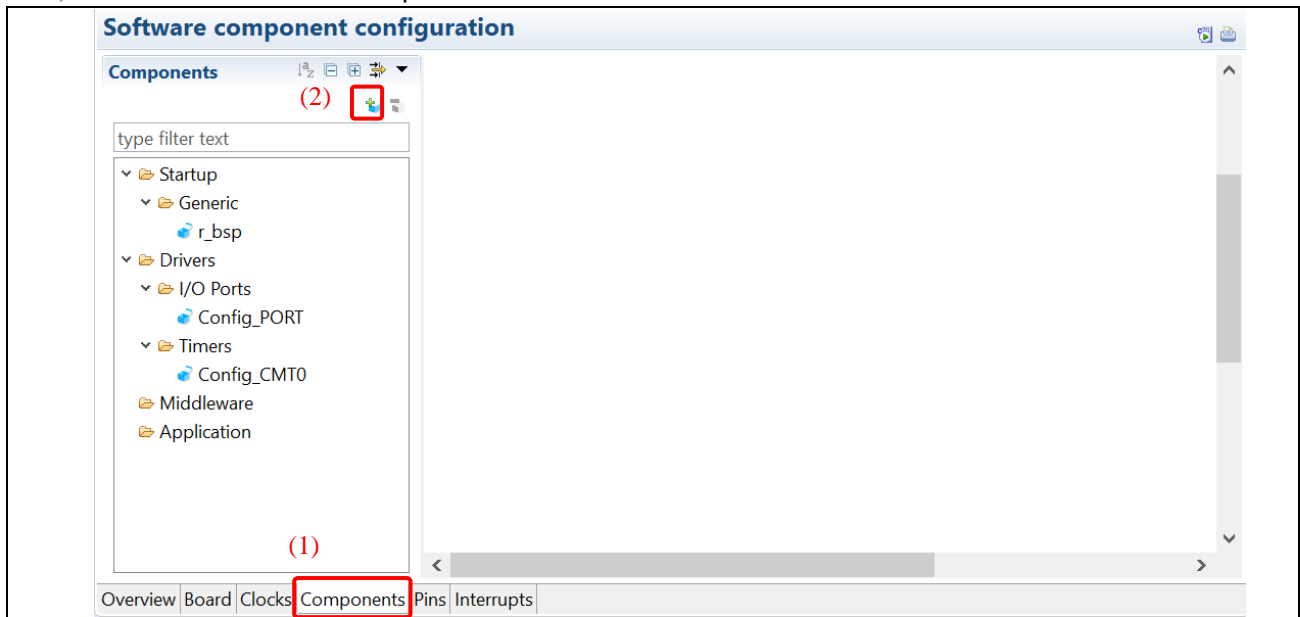 Software component configuration
Components
(2)
type filter text
Startup
Generic
r_bsp
Drivers
I/O Ports
Config_PORT
Timers
Config_CMT0
Middleware
Application
(1)
Overview Board Clocks Components Pins Interrupts